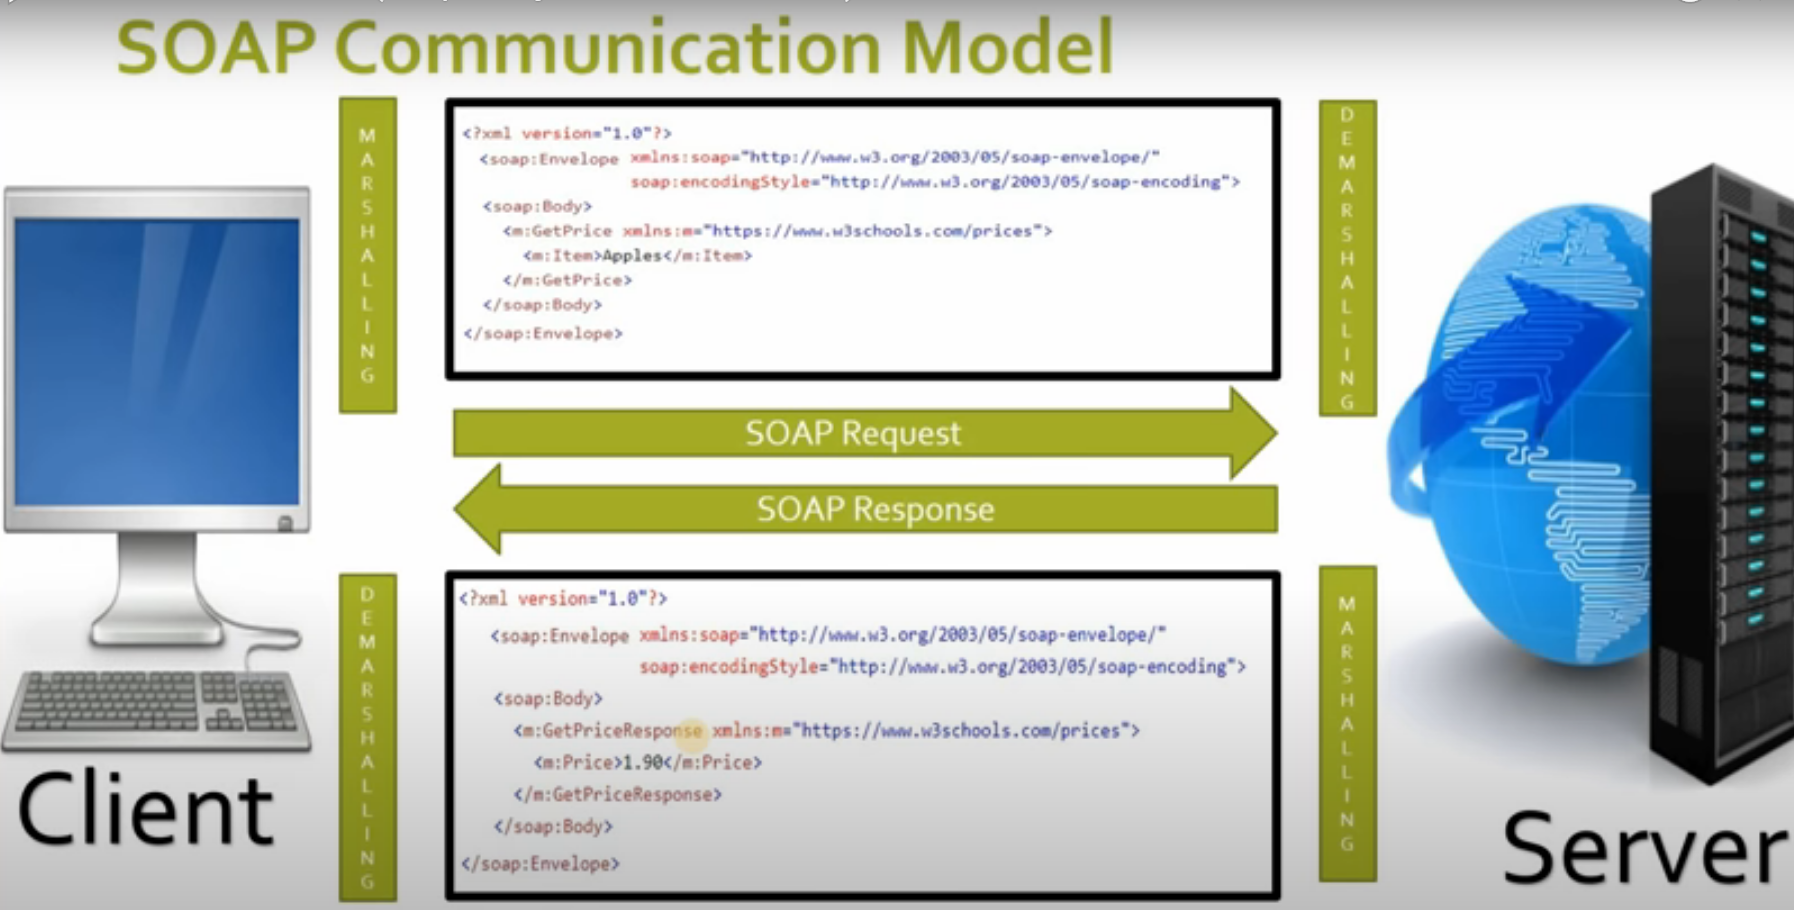 SOAP Communication Model
MARSHALLING
<?xml version="1.0"?>
<soap:Envelope xmlns:soap="http://www.w3.org/2003/05/soap-envelope/"
soap:encodingStyle="http://www.w3.org/2003/05/soap-encoding">
<soap:Body>
<m:GetPrice xmlns:m="https://www.w3schools.com/prices">
<m:Item>Apples</m:Item>
</m:GetPrice>
</soap:Body>
</soap:Envelope>
DEMARSHALLING
SOAP Request
SOAP Response
DEMARSHALLING
<?xml version="1.0"?>
<soap:Envelope xmlns:soap="http://www.w3.org/2003/05/soap-envelope/"
soap:encodingStyle="http://www.w3.org/2003/05/soap-encoding">
<soap:Body>
<m:GetPriceResponse xmlns:m="https://www.w3schools.com/prices">
<m:Price>1.90</m:Price>
</m:GetPriceResponse>
</soap:Body>
</soap:Envelope>
MARSHALLING
Client
Server